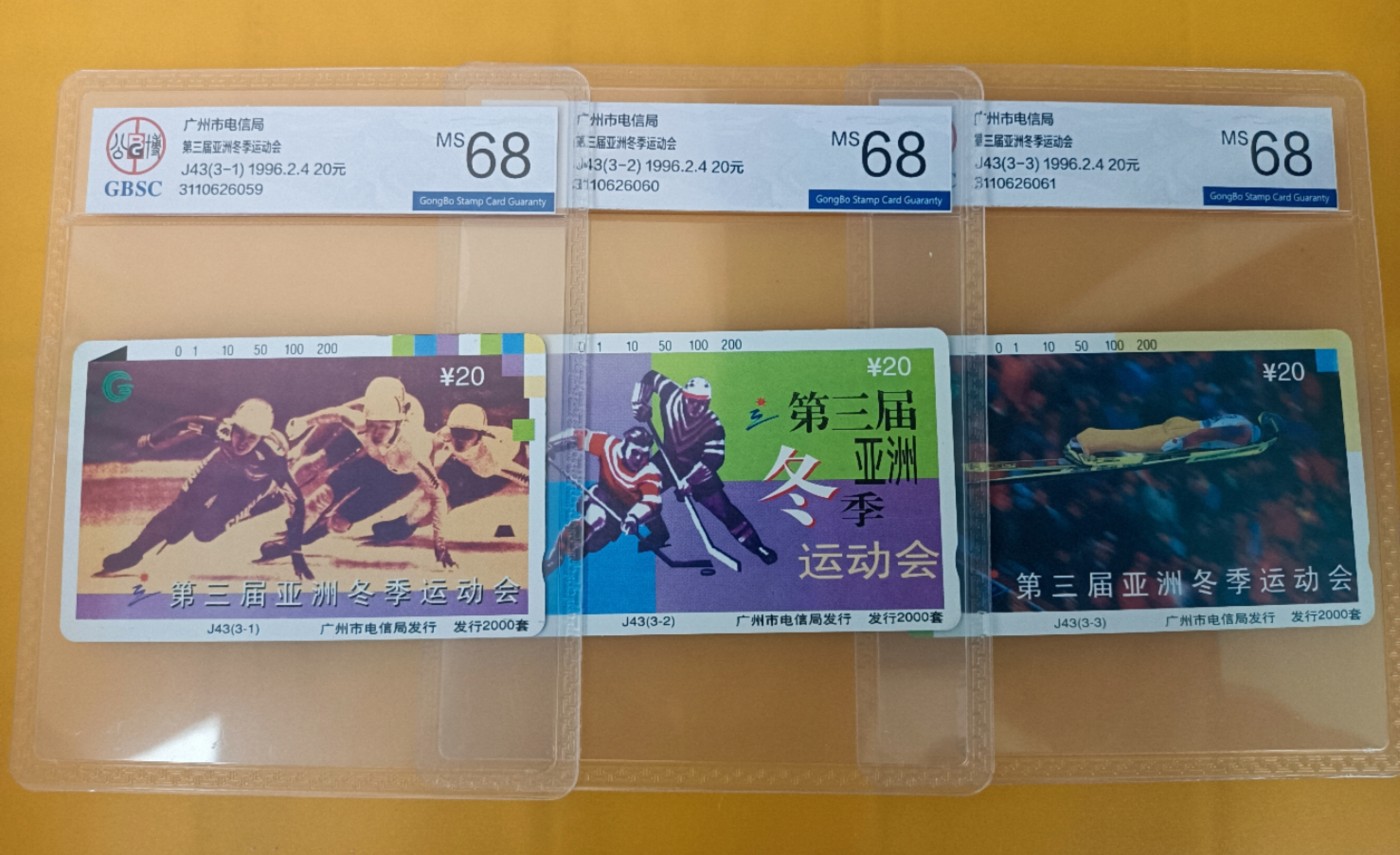 公博
GBSC
广州市电信局
第三届亚洲冬季运动会
J43(3-1) 1996.2.4 20元
3110626059
MS 68
GongBo Stamp Card Guaranty
广州市电信局
第三届亚洲冬季运动会
J43(3-2) 1996.2.4 20元
3110626060
MS 68
GongBo Stamp Card Guaranty
广州市电信局
第三届亚洲冬季运动会
J43(3-3) 1996.2.4 20元
3110626061
MS 68
GongBo Stamp Card Guaranty
0 1 10 50 100 200
¥20
第三届亚洲冬季运动会
J43(3-1) 广州市电信局发行 发行2000套
0 1 10 50 100 200
¥20
第三届
亚洲
冬
季
运动会
J43(3-2) 广州市电信局发行 发行2000套
0 1 10 50 100 200
¥20
第三届亚洲冬季运动会
J43(3-3) 广州市电信局发行 发行2000套